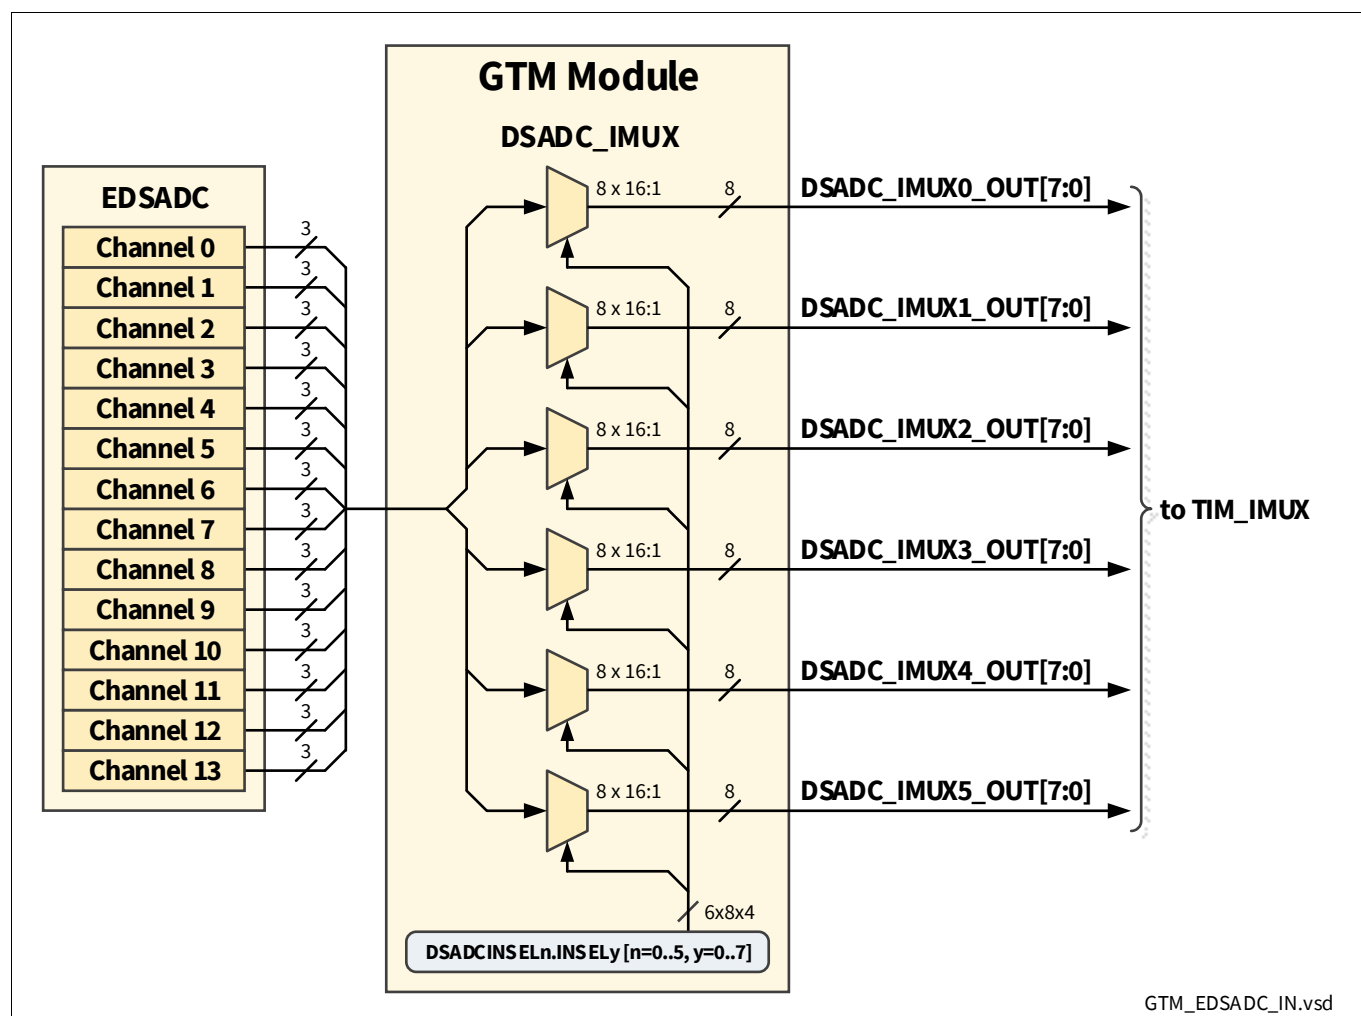 GTM Module
DSADC_IMUX
EDSADC
Channel 0
Channel 1
Channel 2
Channel 3
Channel 4
Channel 5
Channel 6
Channel 7
Channel 8
Channel 9
Channel 10
Channel 11
Channel 12
Channel 13
3
3
3
3
3
3
3
3
3
3
3
3
3
3
8 x 16:1
8
DSADC_IMUX0_OUT[7:0]
8 x 16:1
8
DSADC_IMUX1_OUT[7:0]
8 x 16:1
8
DSADC_IMUX2_OUT[7:0]
8 x 16:1
8
DSADC_IMUX3_OUT[7:0]
8 x 16:1
8
DSADC_IMUX4_OUT[7:0]
8 x 16:1
8
DSADC_IMUX5_OUT[7:0]
to TIM_IMUX
6x8x4
DSADCINSELn.INSELy [n=0..5, y=0..7]
GTM_EDSADC_IN.vsd